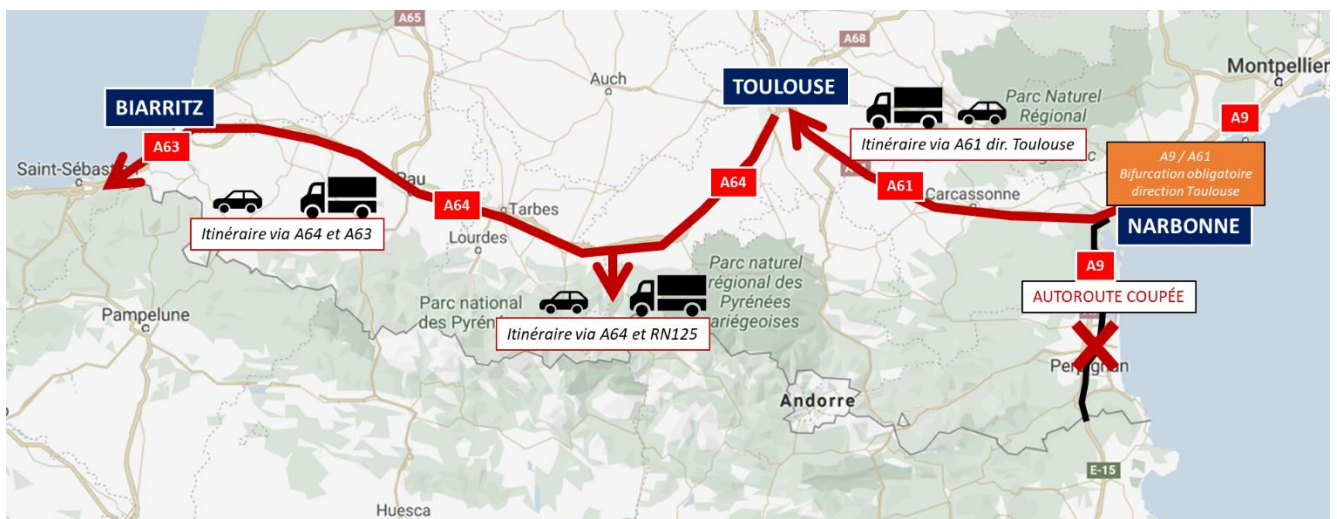 A65
A68
Montpellier
Auch
TOULOUSE
Parc Naturel
Régional
BIARRITZ
A9
A63
Itinéraire via A61 dir. Toulouse
A9 / A61
Bifurcation obligatoire
direction Toulouse
Saint-Sébast
Pau
A64
A61
Carcassonne
A64
Tarbes
NARBONNE
Itinéraire via A64 et A63
Lourdes
A9
Parc naturel
régional des
Pyrénées
ariégeoises
AUTOROUTE COUPÉE
Parc national
des Pyrén
Pampelune
Itinéraire via A64 et RN125
Perpignan
Andorre
E-15
Huesca